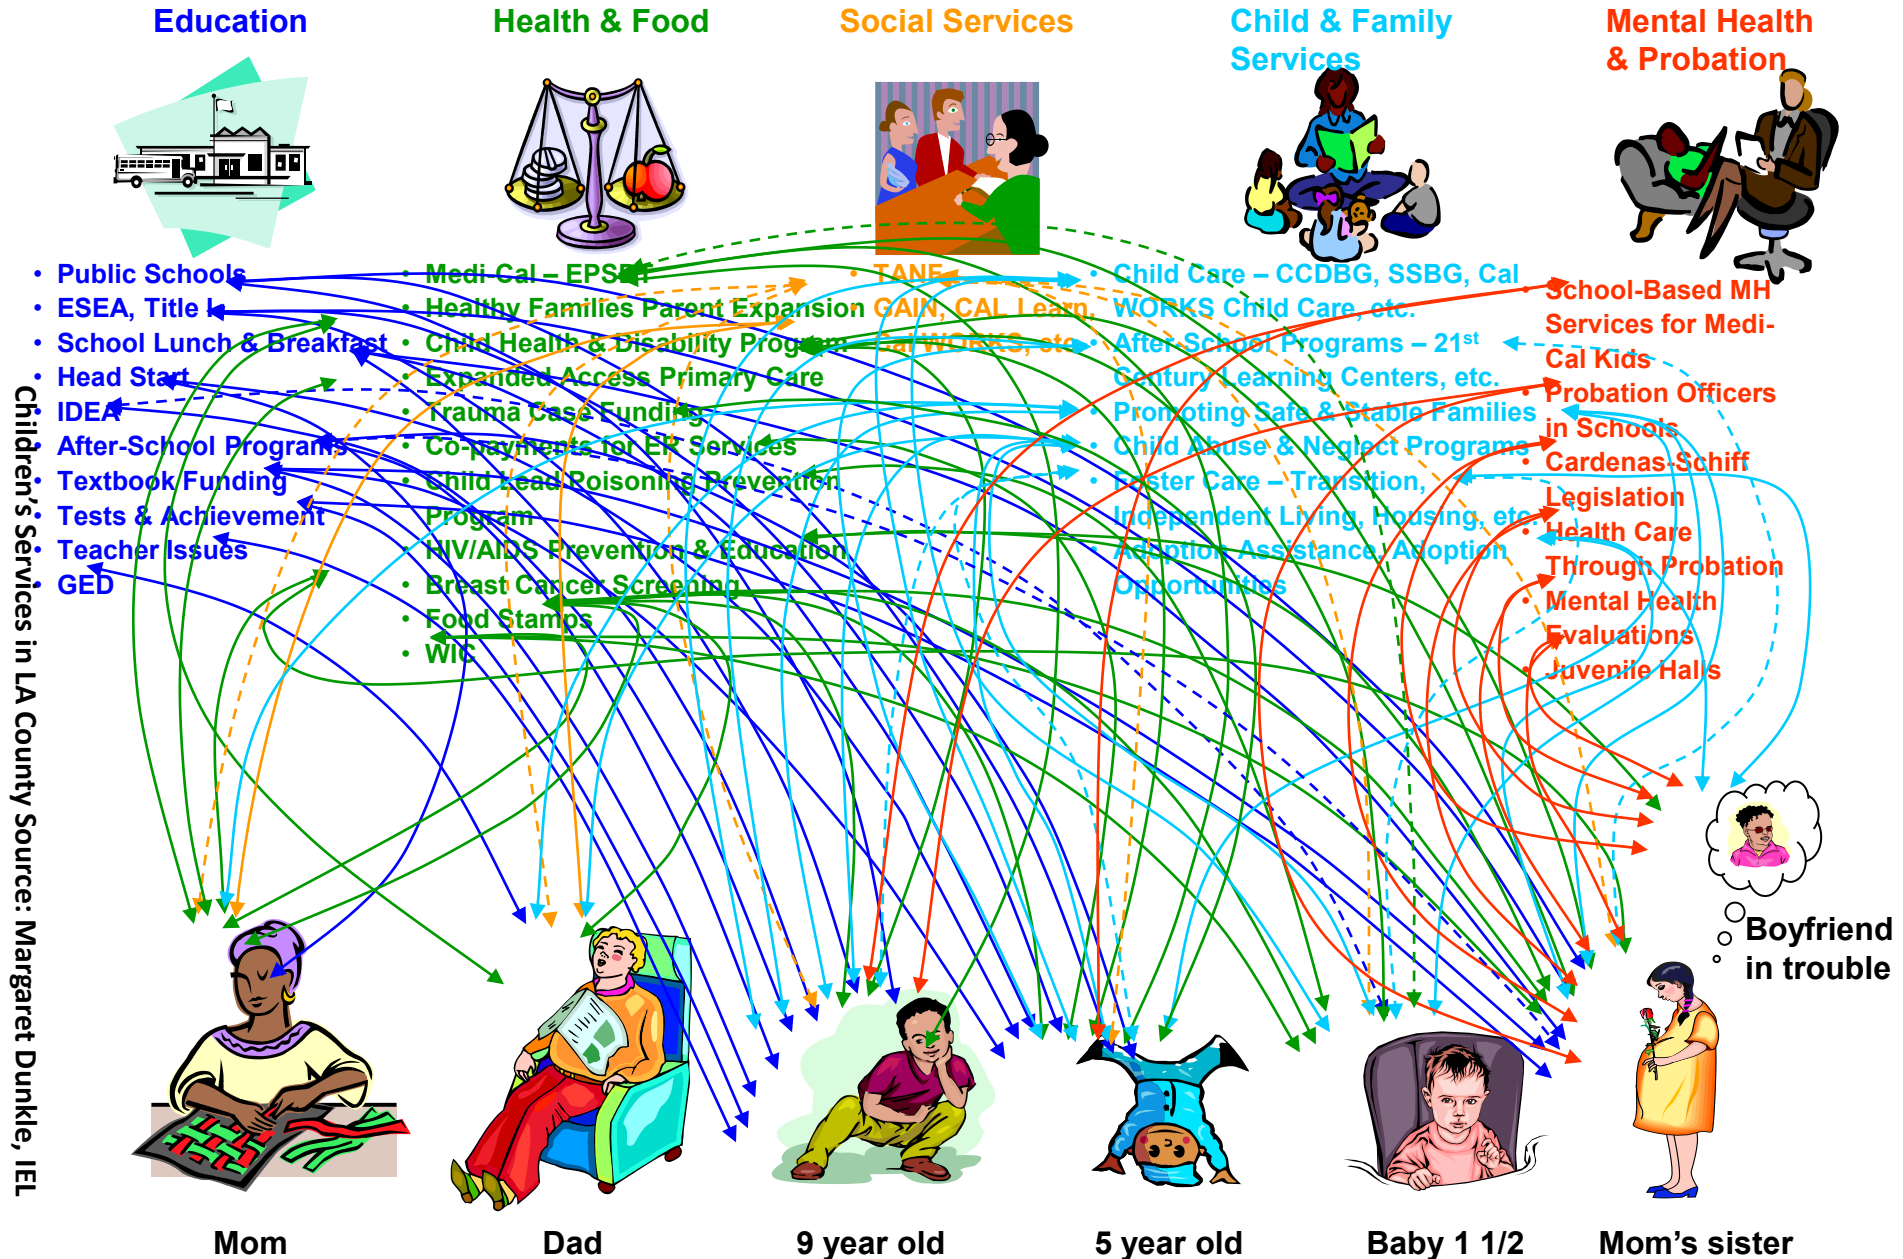 Education
Health & Food
Social Services
Child & Family
Services
Mental Health
& Probation
• Public Schools
• ESEA, Title I
• School Lunch & Breakfast
• Head Start
• IDEA
• After-School Programs
• Textbook Funding
• Tests & Achievement
• Teacher Issues
• GED
• Medi-Cal – EPSDT
• Healthy Families Parent Expansion
• Child Health & Disability Program
• Expanded Access Primary Care
• Trauma Case Funding
• Co-payments for ER Services
• Child Lead Poisoning Prevention
Program
• HIV/AIDS Prevention & Education
• Breast Cancer Screening
• Food Stamps
• WIC
• TANF
• GAIN, CAL Learn,
Cal WORKS, etc.
• Child Care – CCDBG, SSBG, Cal
WORKS Child Care, etc.
• After-School Programs – 21st
Century Learning Centers, etc.
• Promoting Safe & Stable Families
• Child Abuse & Neglect Programs
• Foster Care – Transition,
Independent Living, Housing, etc.
• Adoption Assistance, Adoption
Opportunities
• School-Based MH
Services for Medi-
Cal Kids
• Probation Officers
in Schools
• Cardenas-Schiff
Legislation
• Health Care
Through Probation
• Mental Health
Evaluations
• Juvenile Halls
Children's Services in LA County Source: Margaret Dunkle, IEL
Boyfriend
in trouble
Mom
Dad
9 year old
5 year old
Baby 1 1/2
Mom's sister